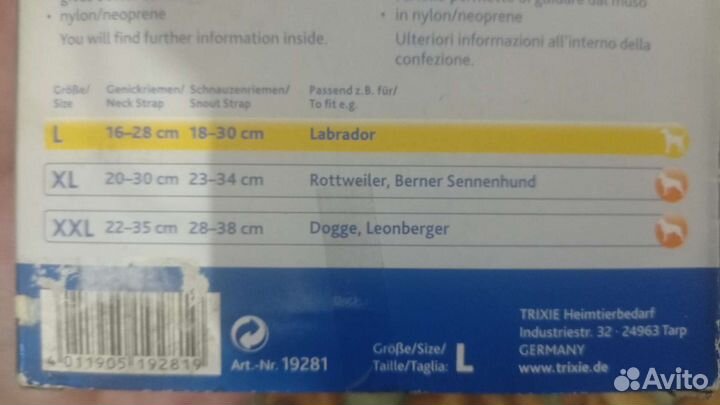 • nylon/neoprene
You will find further information inside.
• in nylon/neoprene
Ulteriori informazioni all'interno della
confezione.
Größe/ Genickriemen/ Schnauzenriemen/ Passend z.B. für/
Size Neck Strap Snout Strap To fit e.g.
L 16–28 cm 18–30 cm Labrador
XL 20–30 cm 23–34 cm Rottweiler, Berner Sennenhund
XXL 22–35 cm 28–38 cm Dogge, Leonberger
4 011905 192819
Art.-Nr. 19281
Größe/Size/
Taille/Taglia: L
TRIXIE Heimtierbedarf
Industriestr. 32 · 24963 Tarp
GERMANY
www.trixie.de
Avito